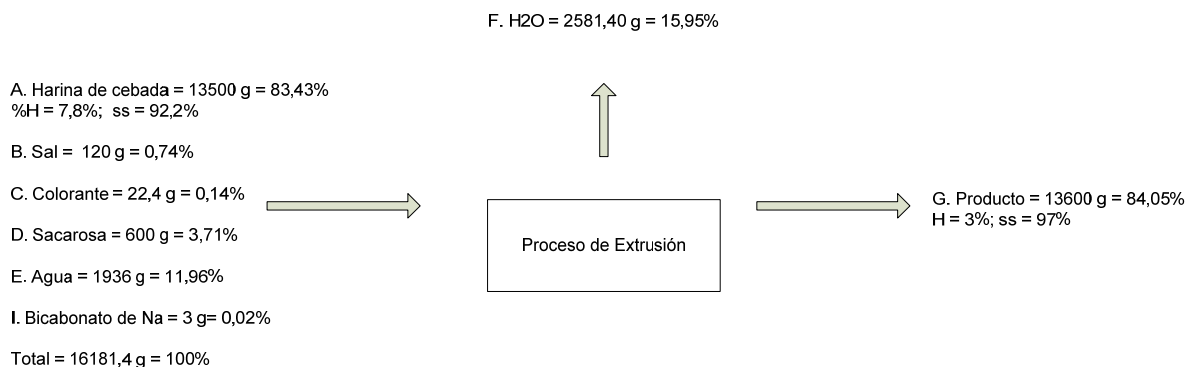 F. H2O = 2581,40 g = 15,95%
A. Harina de cebada = 13500 g = 83,43%
%H = 7,8%; ss = 92,2%
B. Sal = 120 g = 0,74%
C. Colorante = 22,4 g = 0,14%
D. Sacarosa = 600 g = 3,71%
E. Agua = 1936 g = 11,96%
I. Bicabonato de Na = 3 g= 0,02%
Total = 16181,4 g = 100%
Proceso de Extrusión
G. Producto = 13600 g = 84,05%
H = 3%; ss = 97%